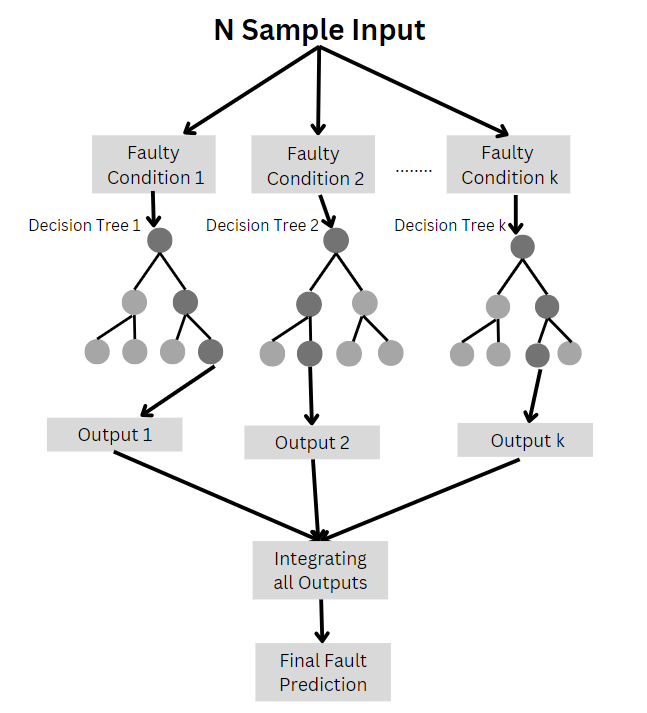 N Sample Input
Faulty
Condition 1
Faulty
Condition 2
........
Faulty
Condition k
Decision Tree 1
Decision Tree 2
Decision Tree k
Output 1
Output 2
Output k
Integrating
all Outputs
Final Fault
Prediction